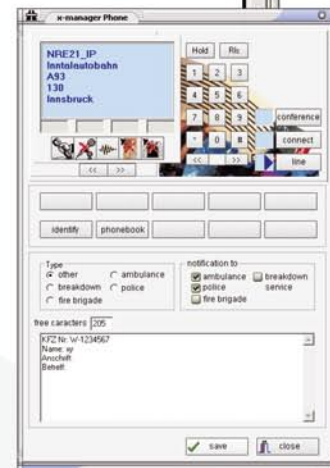 x-manager Phone
NRE21_IP
Inntalautobahn
A93
130
Innsbruck
Hold Rls
1 2 3
4 5 6
7 8 9 conference
* 0 # connect
<< >> line
<< >>
identify phonebook
Type
other ambulance
breakdown police
fire brigade
notification to
ambulance breakdown
police service
fire brigade
free caracters 205
KFZ Nr. W-1234567
Name: xy
Anschrift:
Betreff:
save close